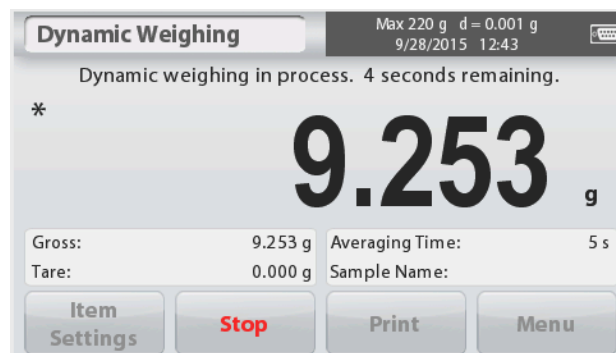 Dynamic Weighing
Max 220 g d = 0.001 g
9/28/2015 12:43
Dynamic weighing in process. 4 seconds remaining.
*
9.253 g
Gross: 9.253 g
Tare: 0.000 g
Averaging Time: 5 s
Sample Name:
Item
Settings
Stop
Print
Menu